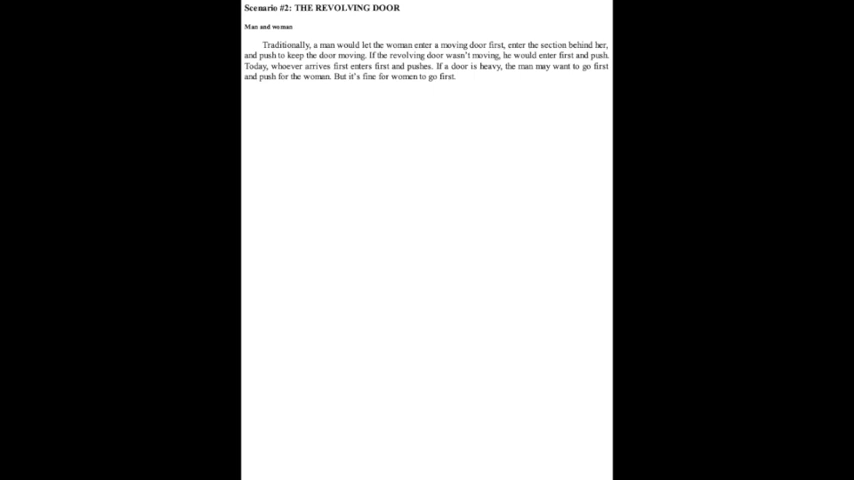 Scenario #2: THE REVOLVING DOOR
Man and woman
Traditionally, a man would let the woman enter a moving door first, enter the section behind her,
and push to keep the door moving. If the revolving door wasn't moving, he would enter first and push.
Today, whoever arrives first enters first and pushes. If a door is heavy, the man may want to go first
and push for the woman. But it's fine for women to go first.